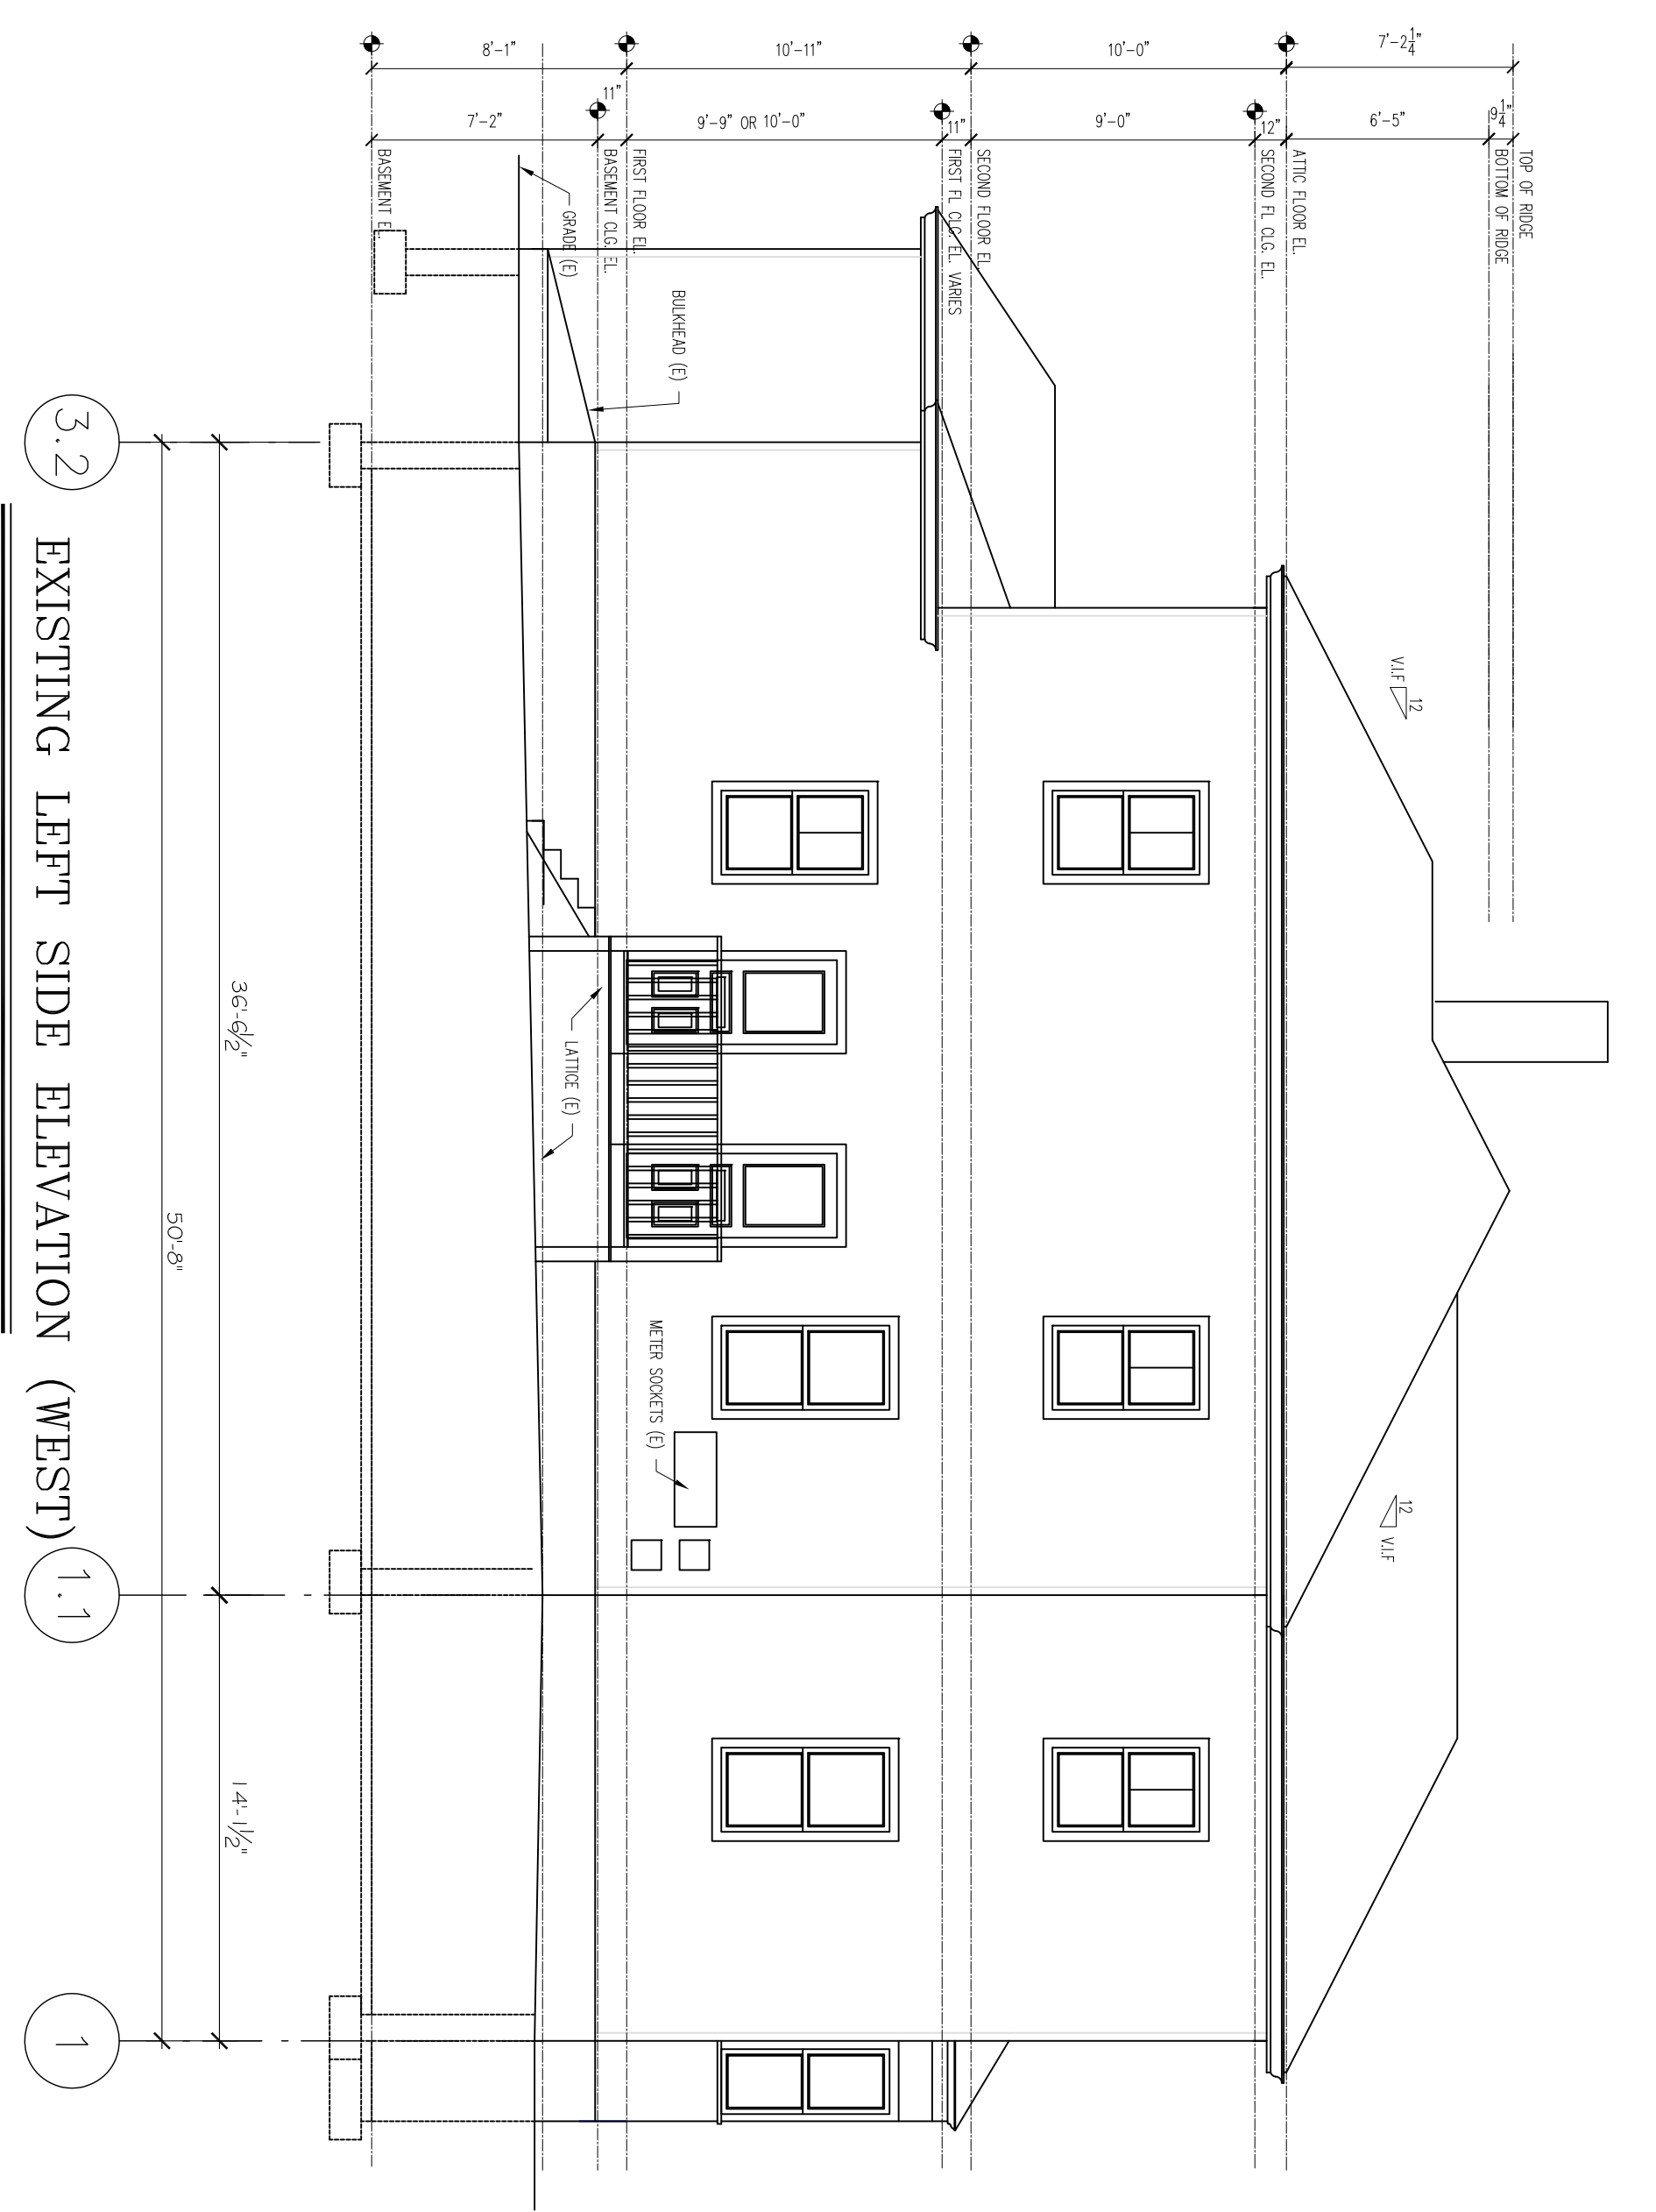 TOP OF RIDGE
BOTTOM OF RIDGE
ATTIC FLOOR EL.
SECOND FL CLG. EL.
SECOND FLOOR EL.
FIRST FL CLG. EL. VARIES
FIRST FLOOR EL.
BASEMENT CLG. EL.
BASEMENT EL.
7'-2 1/4"
10'-0"
10'-11"
8'-1"
9 1/4"
6'-5"
12"
9'-0"
11"
9'-9" OR 10'-0"
11"
7'-2"
GRADE (E)
BULKHEAD (E)
12
V.I.F
12
V.I.F
LATTICE (E)
METER SOCKETS (E)
36'-6½"
14'-1½"
50'-8"
3.2
1.1
1
EXISTING LEFT SIDE ELEVATION (WEST)